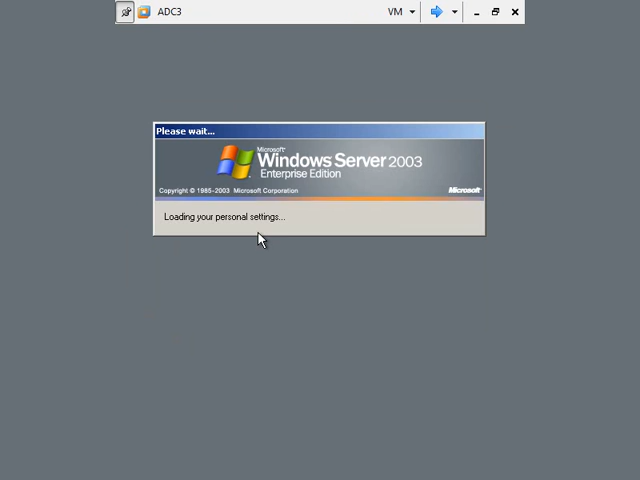 ADC3
VM
Please wait...
Microsoft®
Windows Server 2003
Enterprise Edition
Copyright © 1985-2003 Microsoft Corporation
Microsoft
Loading your personal settings...